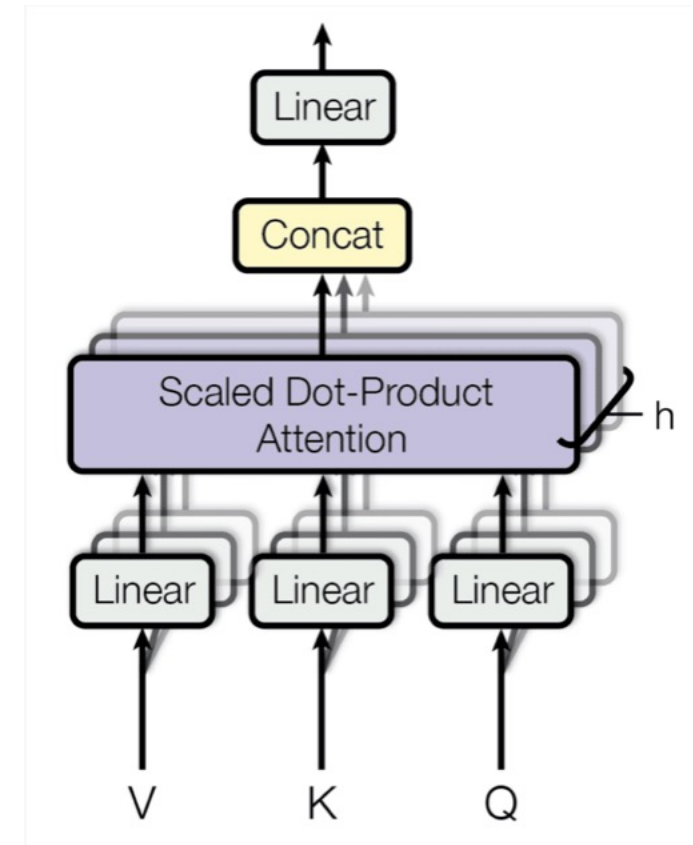 Linear
Concat
Scaled Dot-Product
Attention
h
Linear
Linear
Linear
V
K
Q